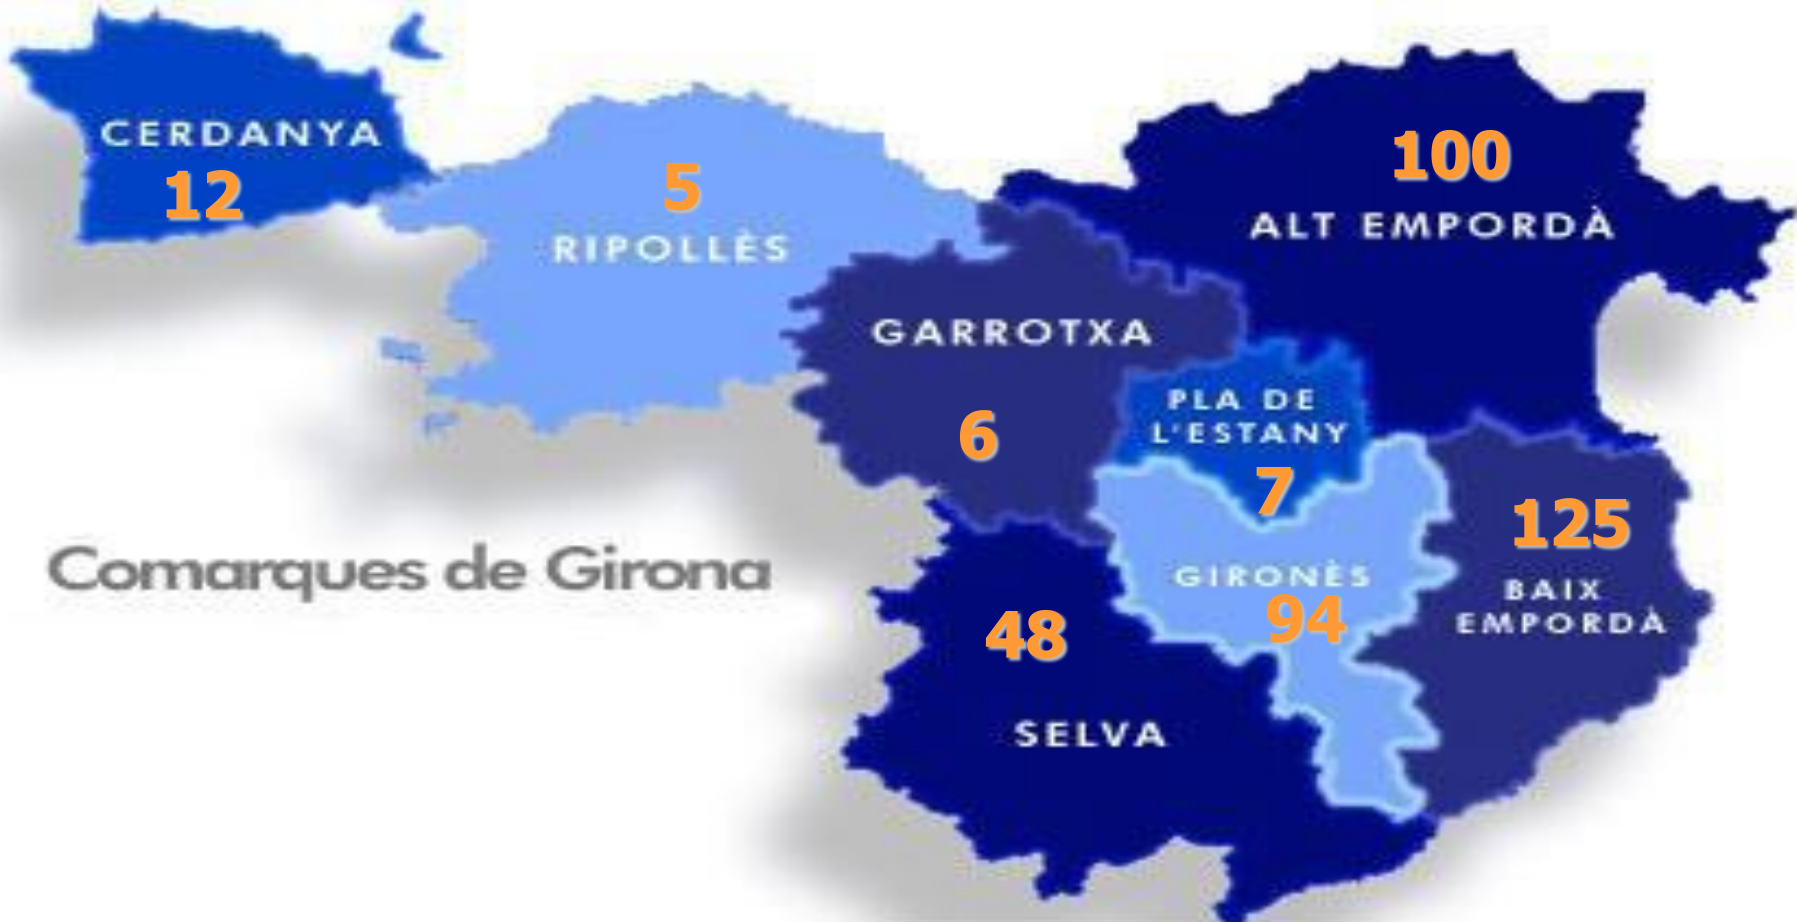 CERDANYA
12
5
RIPOLLÈS
100
ALT EMPORDÀ
GARROTXA
6
PLA DE
L'ESTANY
7
125
BAIX
EMPORDÀ
GIRONÈS
94
Comarques de Girona
48
SELVA